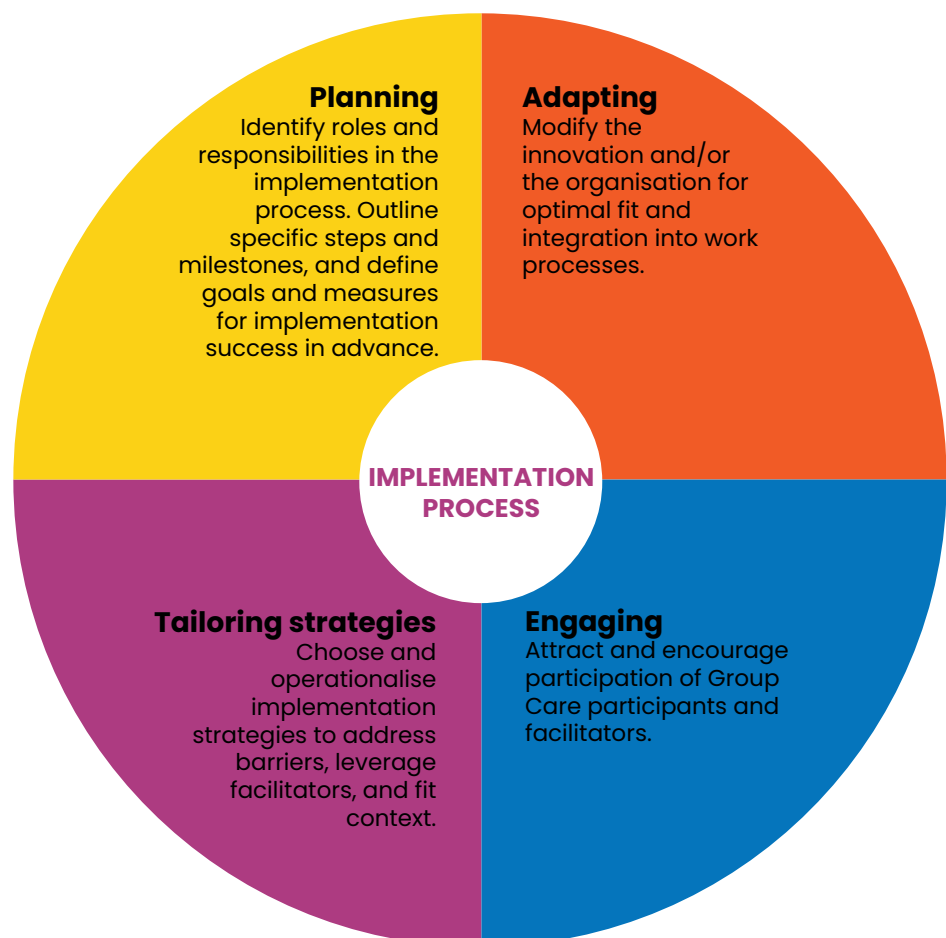 Planning
Identify roles and
responsibilities in the
implementation
process. Outline
specific steps and
milestones, and define
goals and measures
for implementation
success in advance.
Adapting
Modify the
innovation and/or
the organisation for
optimal fit and
integration into work
processes.
IMPLEMENTATION
PROCESS
Tailoring strategies
Choose and
operationalise
implementation
strategies to address
barriers, leverage
facilitators, and fit
context.
Engaging
Attract and encourage
participation of Group
Care participants and
facilitators.